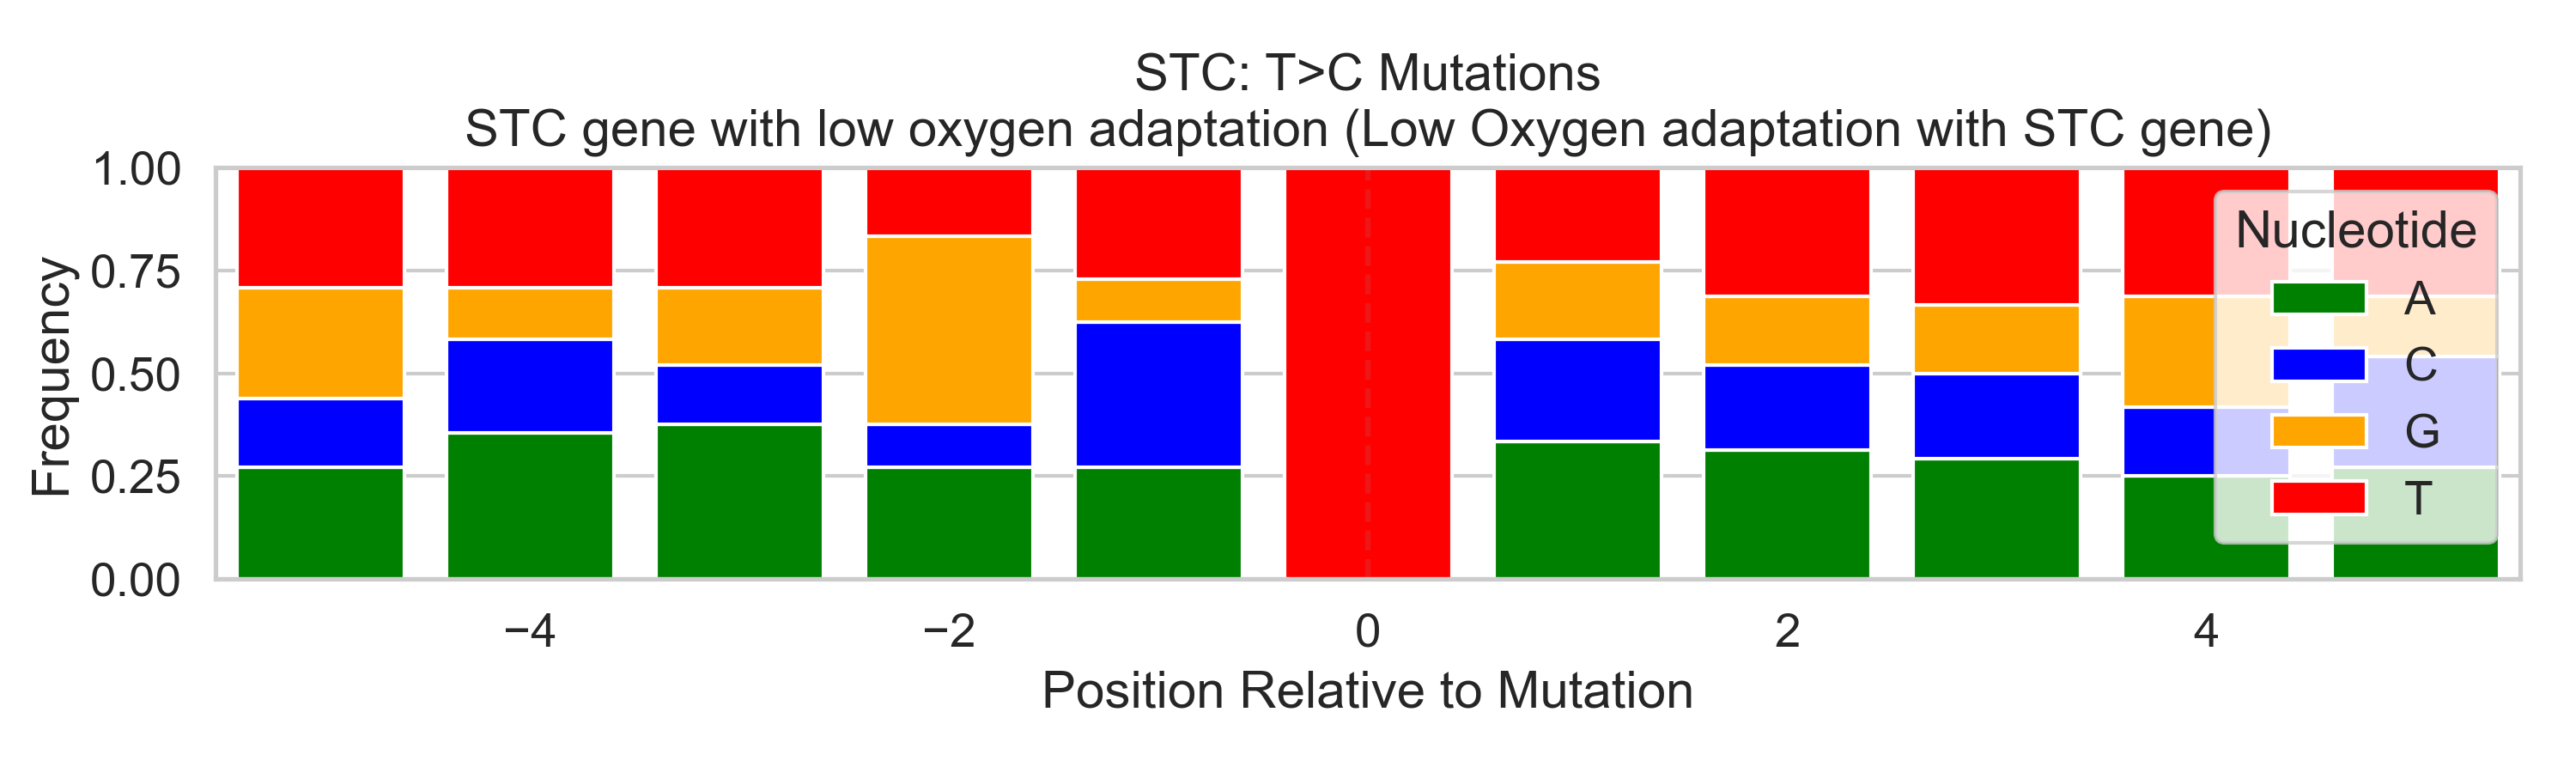 STC: T>C Mutations
STC gene with low oxygen adaptation (Low Oxygen adaptation with STC gene)
1.00
0.75
0.50
0.25
0.00
Frequency
Nucleotide
A
C
G
T
−4
−2
0
2
4
Position Relative to Mutation